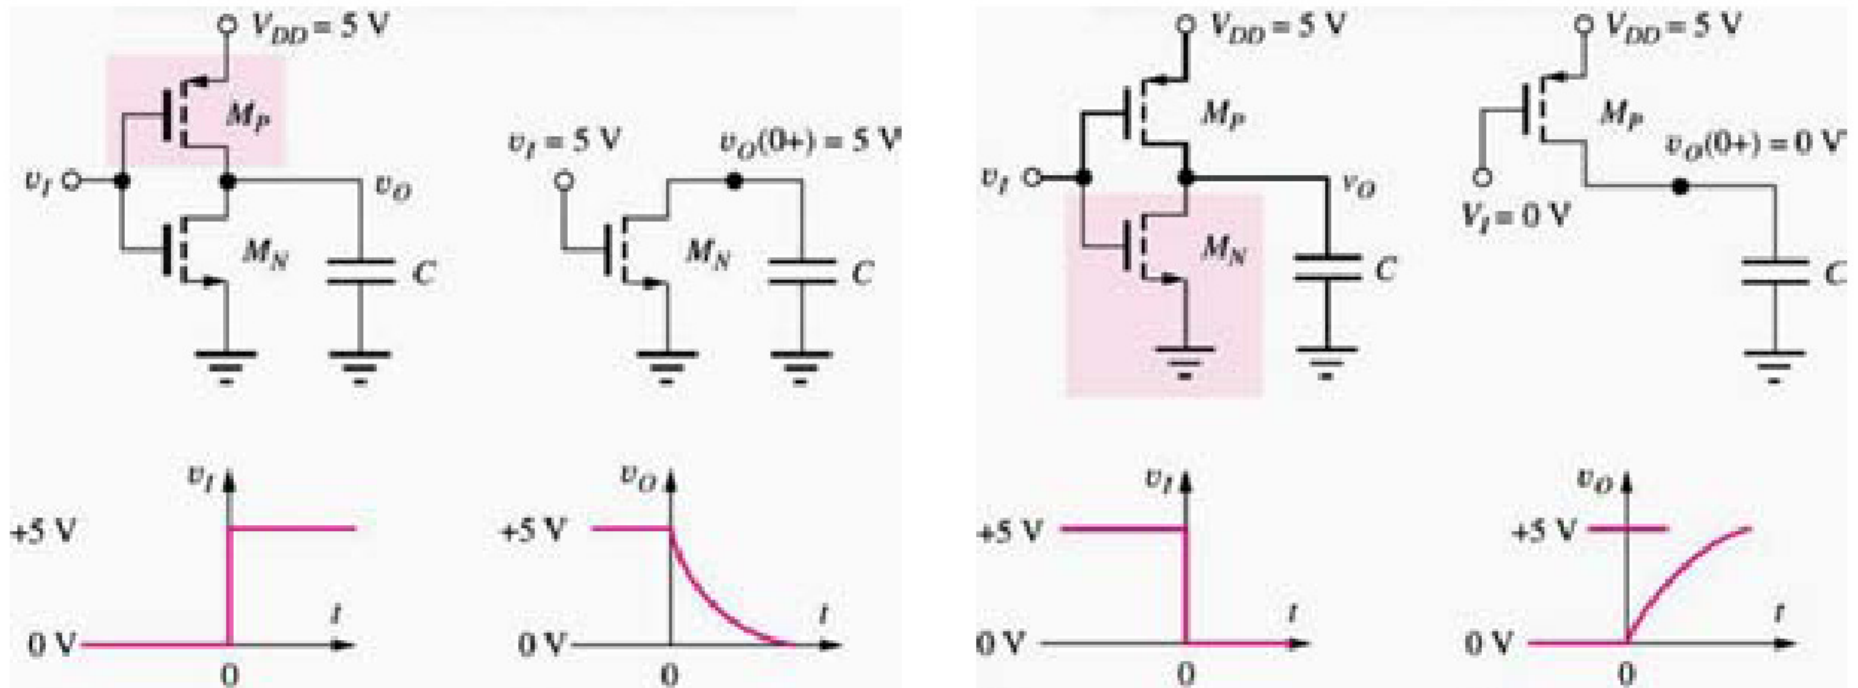 V_DD = 5 V
M_P
v_I
v_O
M_N
C
v_I = 5 V
v_O(0+) = 5 V
M_N
C
v_I
+5 V
0 V
t
0
v_O
+5 V
0 V
t
0
V_DD = 5 V
M_P
v_I
v_O
M_N
C
V_DD = 5 V
M_P
v_O(0+) = 0 V
V_I = 0 V
C
v_I
+5 V
0 V
t
0
v_O
+5 V
0 V
t
0